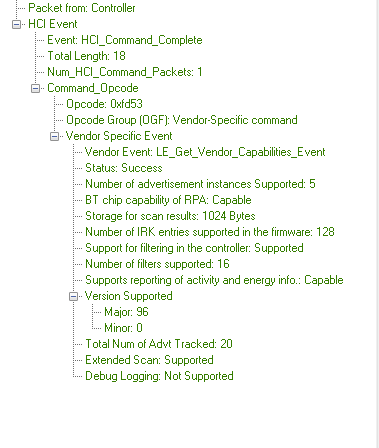 Packet from: Controller
HCI Event
Event: HCI_Command_Complete
Total Length: 18
Num_HCI_Command_Packets: 1
Command_Opcode
Opcode: 0xfd53
Opcode Group (OGF): Vendor-Specific command
Vendor Specific Event
Vendor Event: LE_Get_Vendor_Capabilities_Event
Status: Success
Number of advertisement instances Supported: 5
BT chip capability of RPA: Capable
Storage for scan results: 1024 Bytes
Number of IRK entries supported in the firmware: 128
Support for filtering in the controller: Supported
Number of filters supported: 16
Supports reporting of activity and energy info.: Capable
Version Supported
Major: 96
Minor: 0
Total Num of Advt Tracked: 20
Extended Scan: Supported
Debug Logging: Not Supported